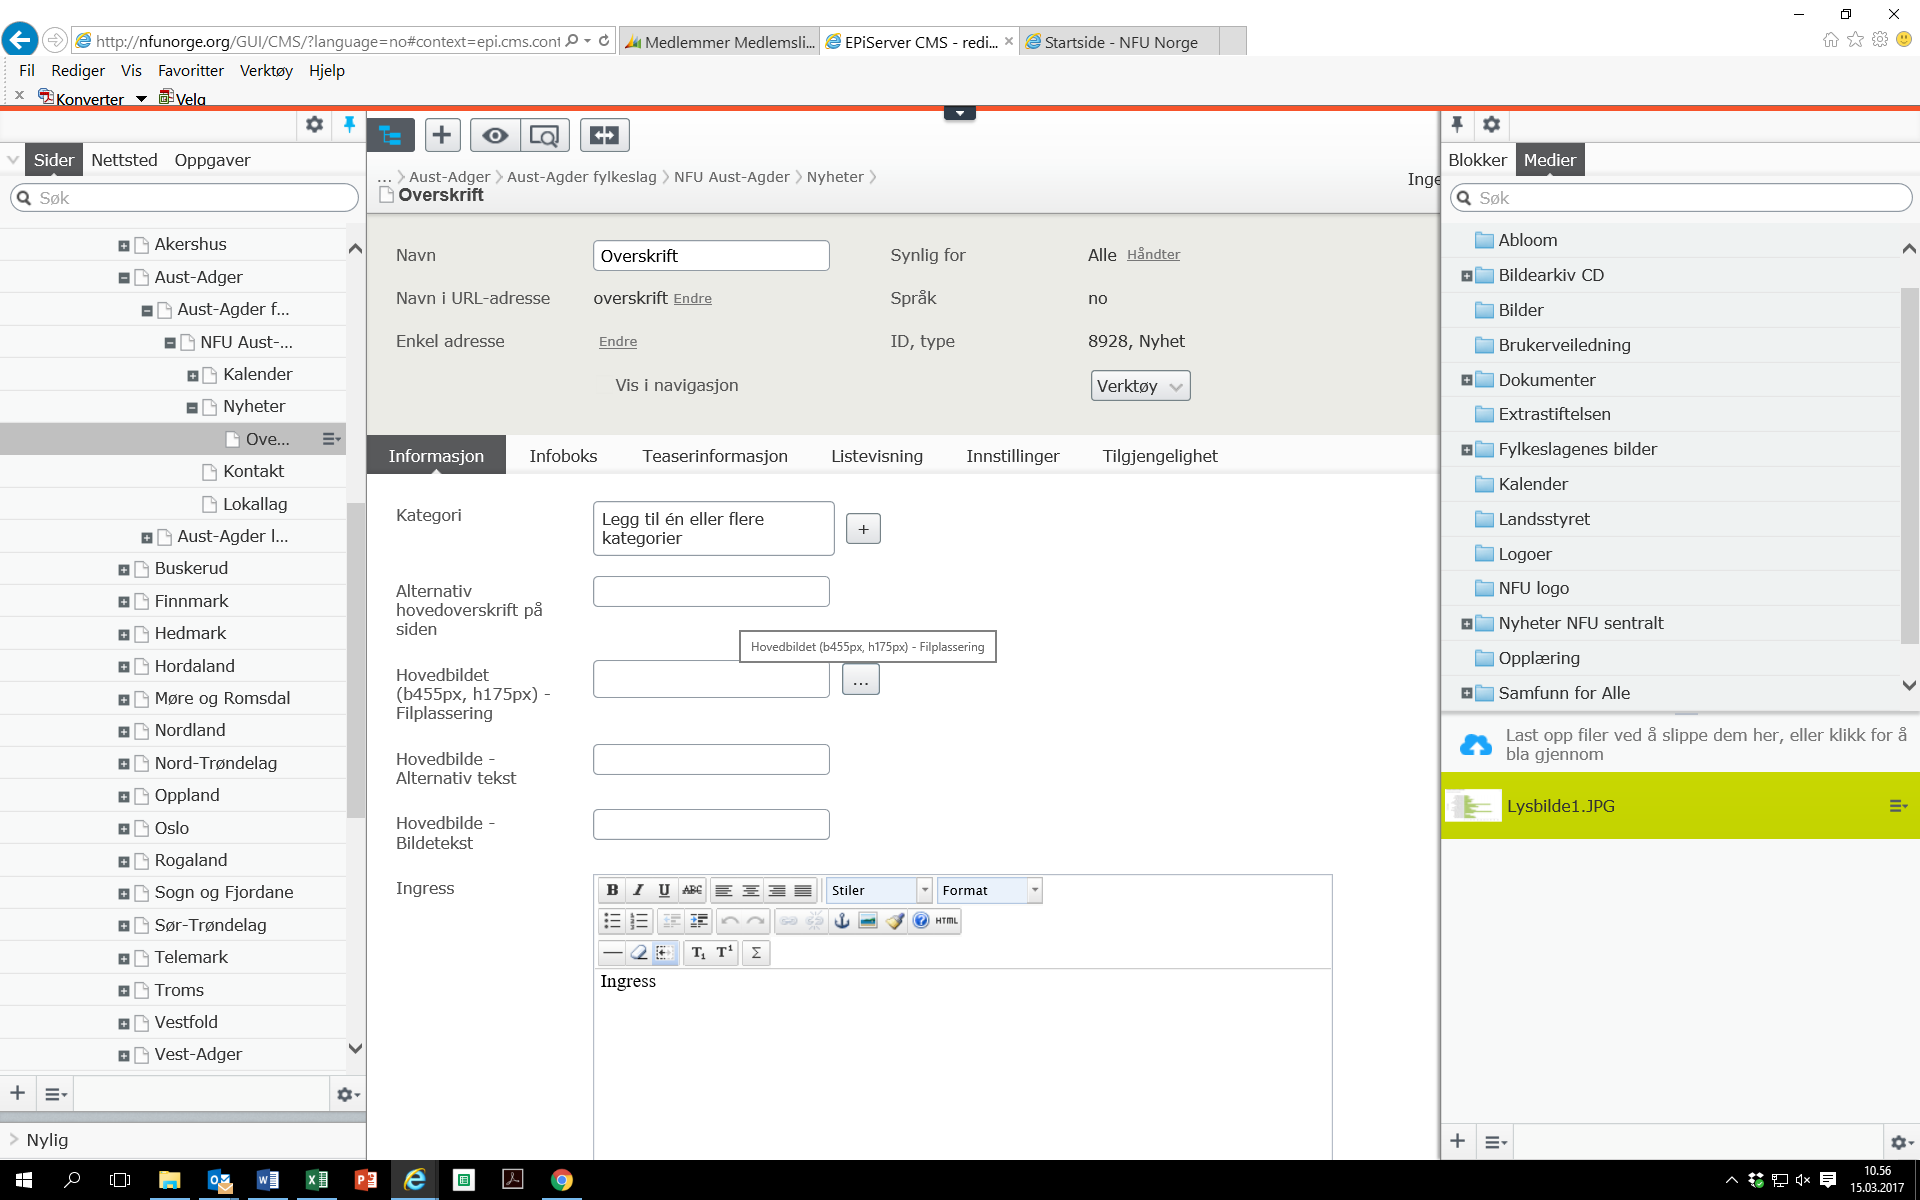 http://nfunorge.org/GUI/CMS/?language=no#context=epi.cms.cont
Medlemmer Medlemsli...
EPiServer CMS - redi...
Startside - NFU Norge
Fil Rediger Vis Favoritter Verktøy Hjelp
Konverter Velg
Sider Nettsted Oppgaver
Søk
Akershus
Aust-Adger
Aust-Agder f...
NFU Aust-...
Kalender
Nyheter
Ove...
Kontakt
Lokallag
Aust-Agder l...
Buskerud
Finnmark
Hedmark
Hordaland
Møre og Romsdal
Nordland
Nord-Trøndelag
Oppland
Oslo
Rogaland
Sogn og Fjordane
Sør-Trøndelag
Telemark
Troms
Vestfold
Vest-Adger
Nylig
... Aust-Adger Aust-Agder fylkeslag NFU Aust-Agder Nyheter
Overskrift
Inge
Navn Overskrift Synlig for Alle Håndter
Navn i URL-adresse overskrift Endre Språk no
Enkel adresse Endre ID, type 8928, Nyhet
Vis i navigasjon Verktøy
Informasjon Infoboks Teaserinformasjon Listevisning Innstillinger Tilgjengelighet
Kategori
Legg til én eller flere
kategorier
+
Alternativ
hovedoverskrift på
siden
Hovedbildet (b455px, h175px) - Filplassering
Hovedbildet
(b455px, h175px) -
Filplassering
...
Hovedbilde -
Alternativ tekst
Hovedbilde -
Bildetekst
Ingress
B I U ABC Stiler Format
HTML
T1 T1 Σ
Ingress
Blokker Medier
Søk
Abloom
Bildearkiv CD
Bilder
Brukerveiledning
Dokumenter
Extrastiftelsen
Fylkeslagenes bilder
Kalender
Landsstyret
Logoer
NFU logo
Nyheter NFU sentralt
Opplæring
Samfunn for Alle
Last opp filer ved å slippe dem her, eller klikk for å
bla gjennom
Lysbilde1.JPG
10.56
15.03.2017